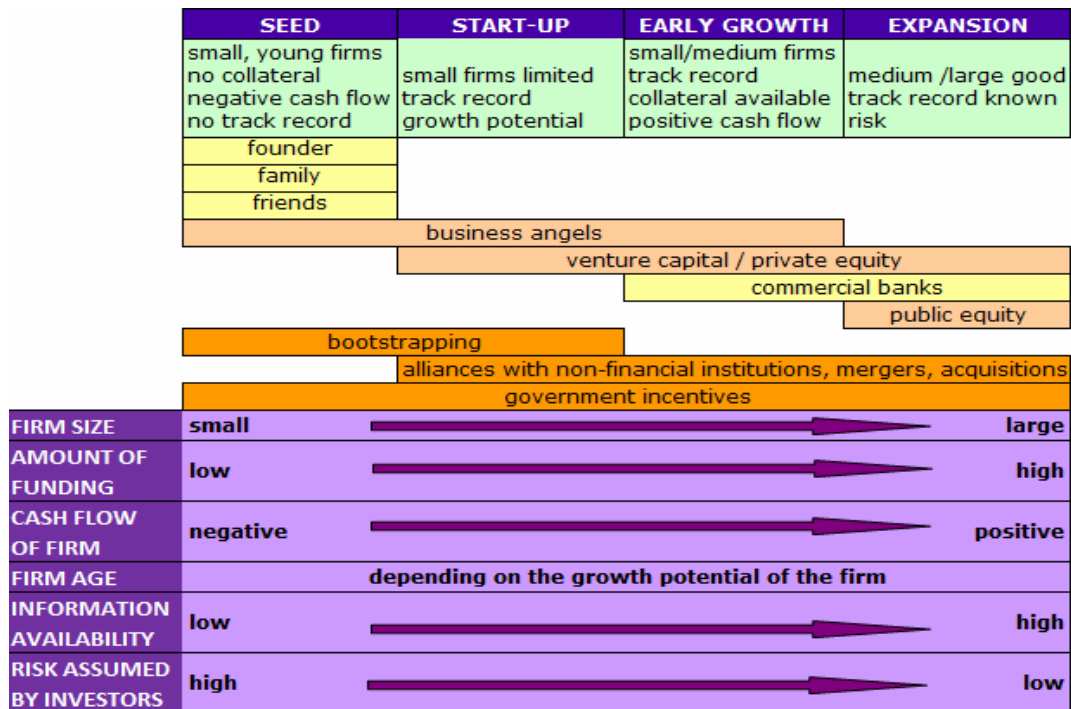 SEED
START-UP
EARLY GROWTH
EXPANSION
small, young firms
no collateral
negative cash flow
no track record
small firms limited
track record
growth potential
small/medium firms
track record
collateral available
positive cash flow
medium /large good
track record known
risk
founder
family
friends
business angels
venture capital / private equity
commercial banks
public equity
bootstrapping
alliances with non-financial institutions, mergers, acquisitions
government incentives
FIRM SIZE
small
large
AMOUNT OF
FUNDING
low
high
CASH FLOW
OF FIRM
negative
positive
FIRM AGE
depending on the growth potential of the firm
INFORMATION
AVAILABILITY
low
high
RISK ASSUMED
BY INVESTORS
high
low